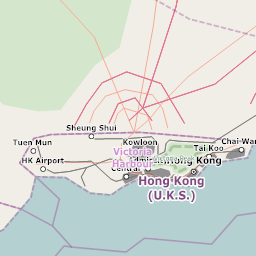 Sheung Shui
Kowloon
Tuen Mun
Victoria
Harbour
Tai Koo
Chai Wan
HK Airport
Hong Kong
Central
Hong Kong
(U.K.S.)